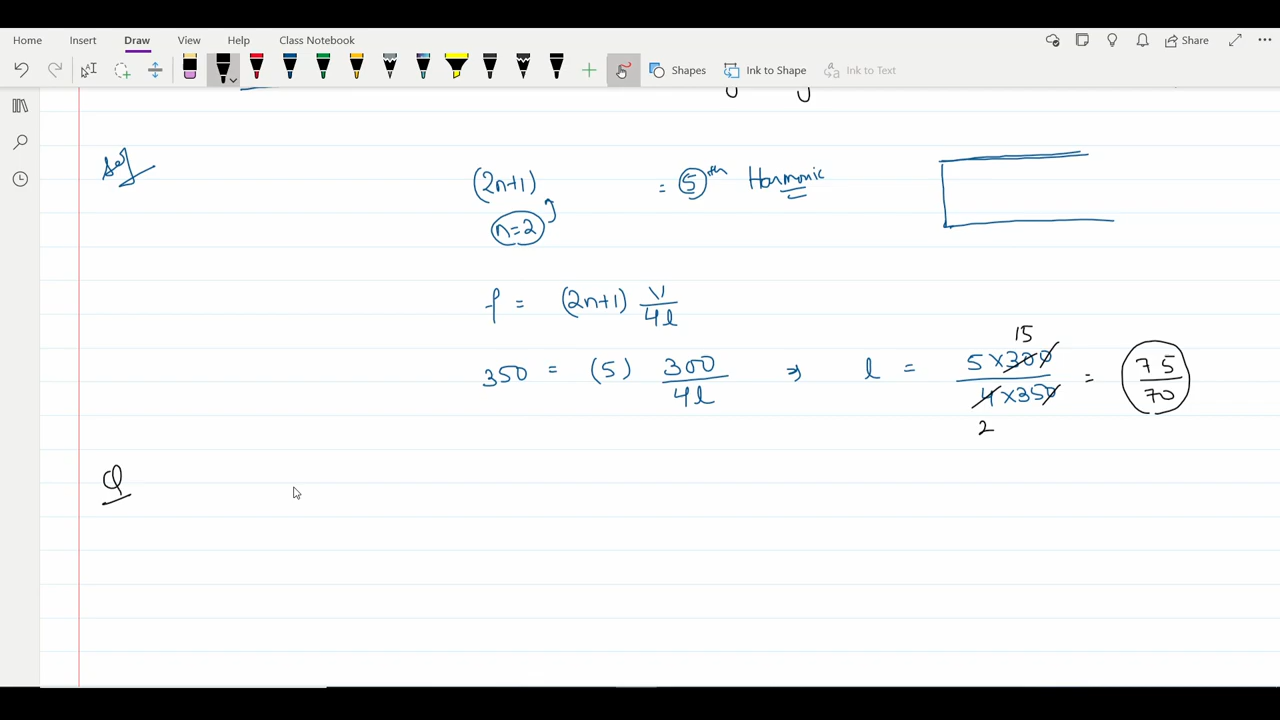 Home Insert Draw View Help Class Notebook Share
Shapes Ink to Shape Ink to Text
Sol
(2n+1) = 5th Harmonic
n=2
f = (2n+1) V/4l
15
350 = (5) 300/4l ⇒ l = 5×300/4×350 = 75/70
2
Q